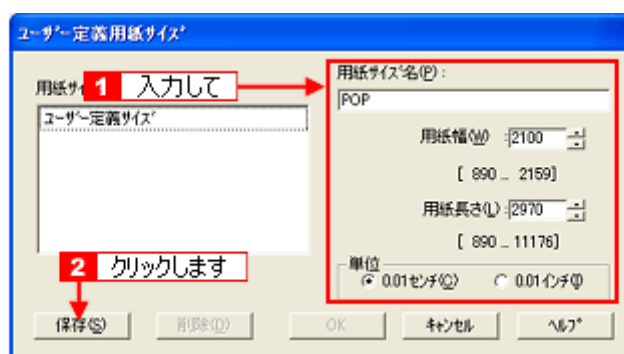 ユーザー定義用紙サイズ
用紙サ
1 入力して
ユーザー定義サイズ
2 クリックします
用紙サイズ名(P):
POP
用紙幅(W) :2100
[ 890 _ 2159]
用紙長さ(L):2970
[ 890 _ 11176]
単位
0.01センチ(C) 0.01インチ(I)
保存(S) 削除(D) OK キャンセル ヘルプ